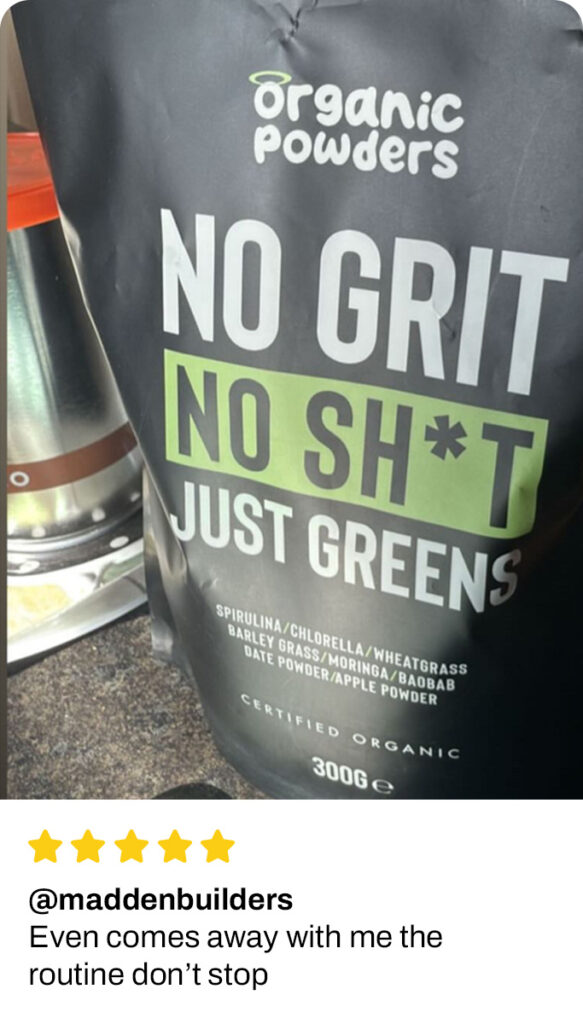 Organic
Powders
NO GRIT
NO SH*T
JUST GREENS
SPIRULINA/CHLORELLA/WHEATGRASS
BARLEY GRASS/MORINGA/BAOBAB
DATE POWDER/APPLE POWDER
CERTIFIED ORGANIC
300G ℮
@maddenbuilders
Even comes away with me the
routine don’t stop